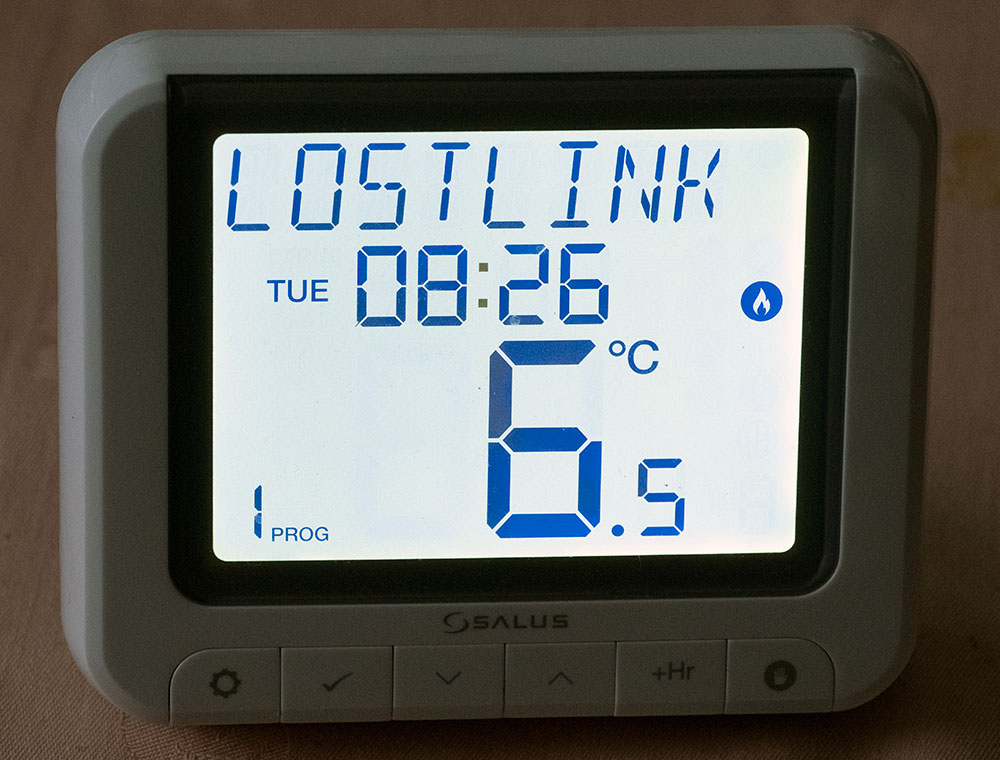 LOSTLINK
TUE 08:26
6.5 °C
1 PROG
SALUS
+Hr